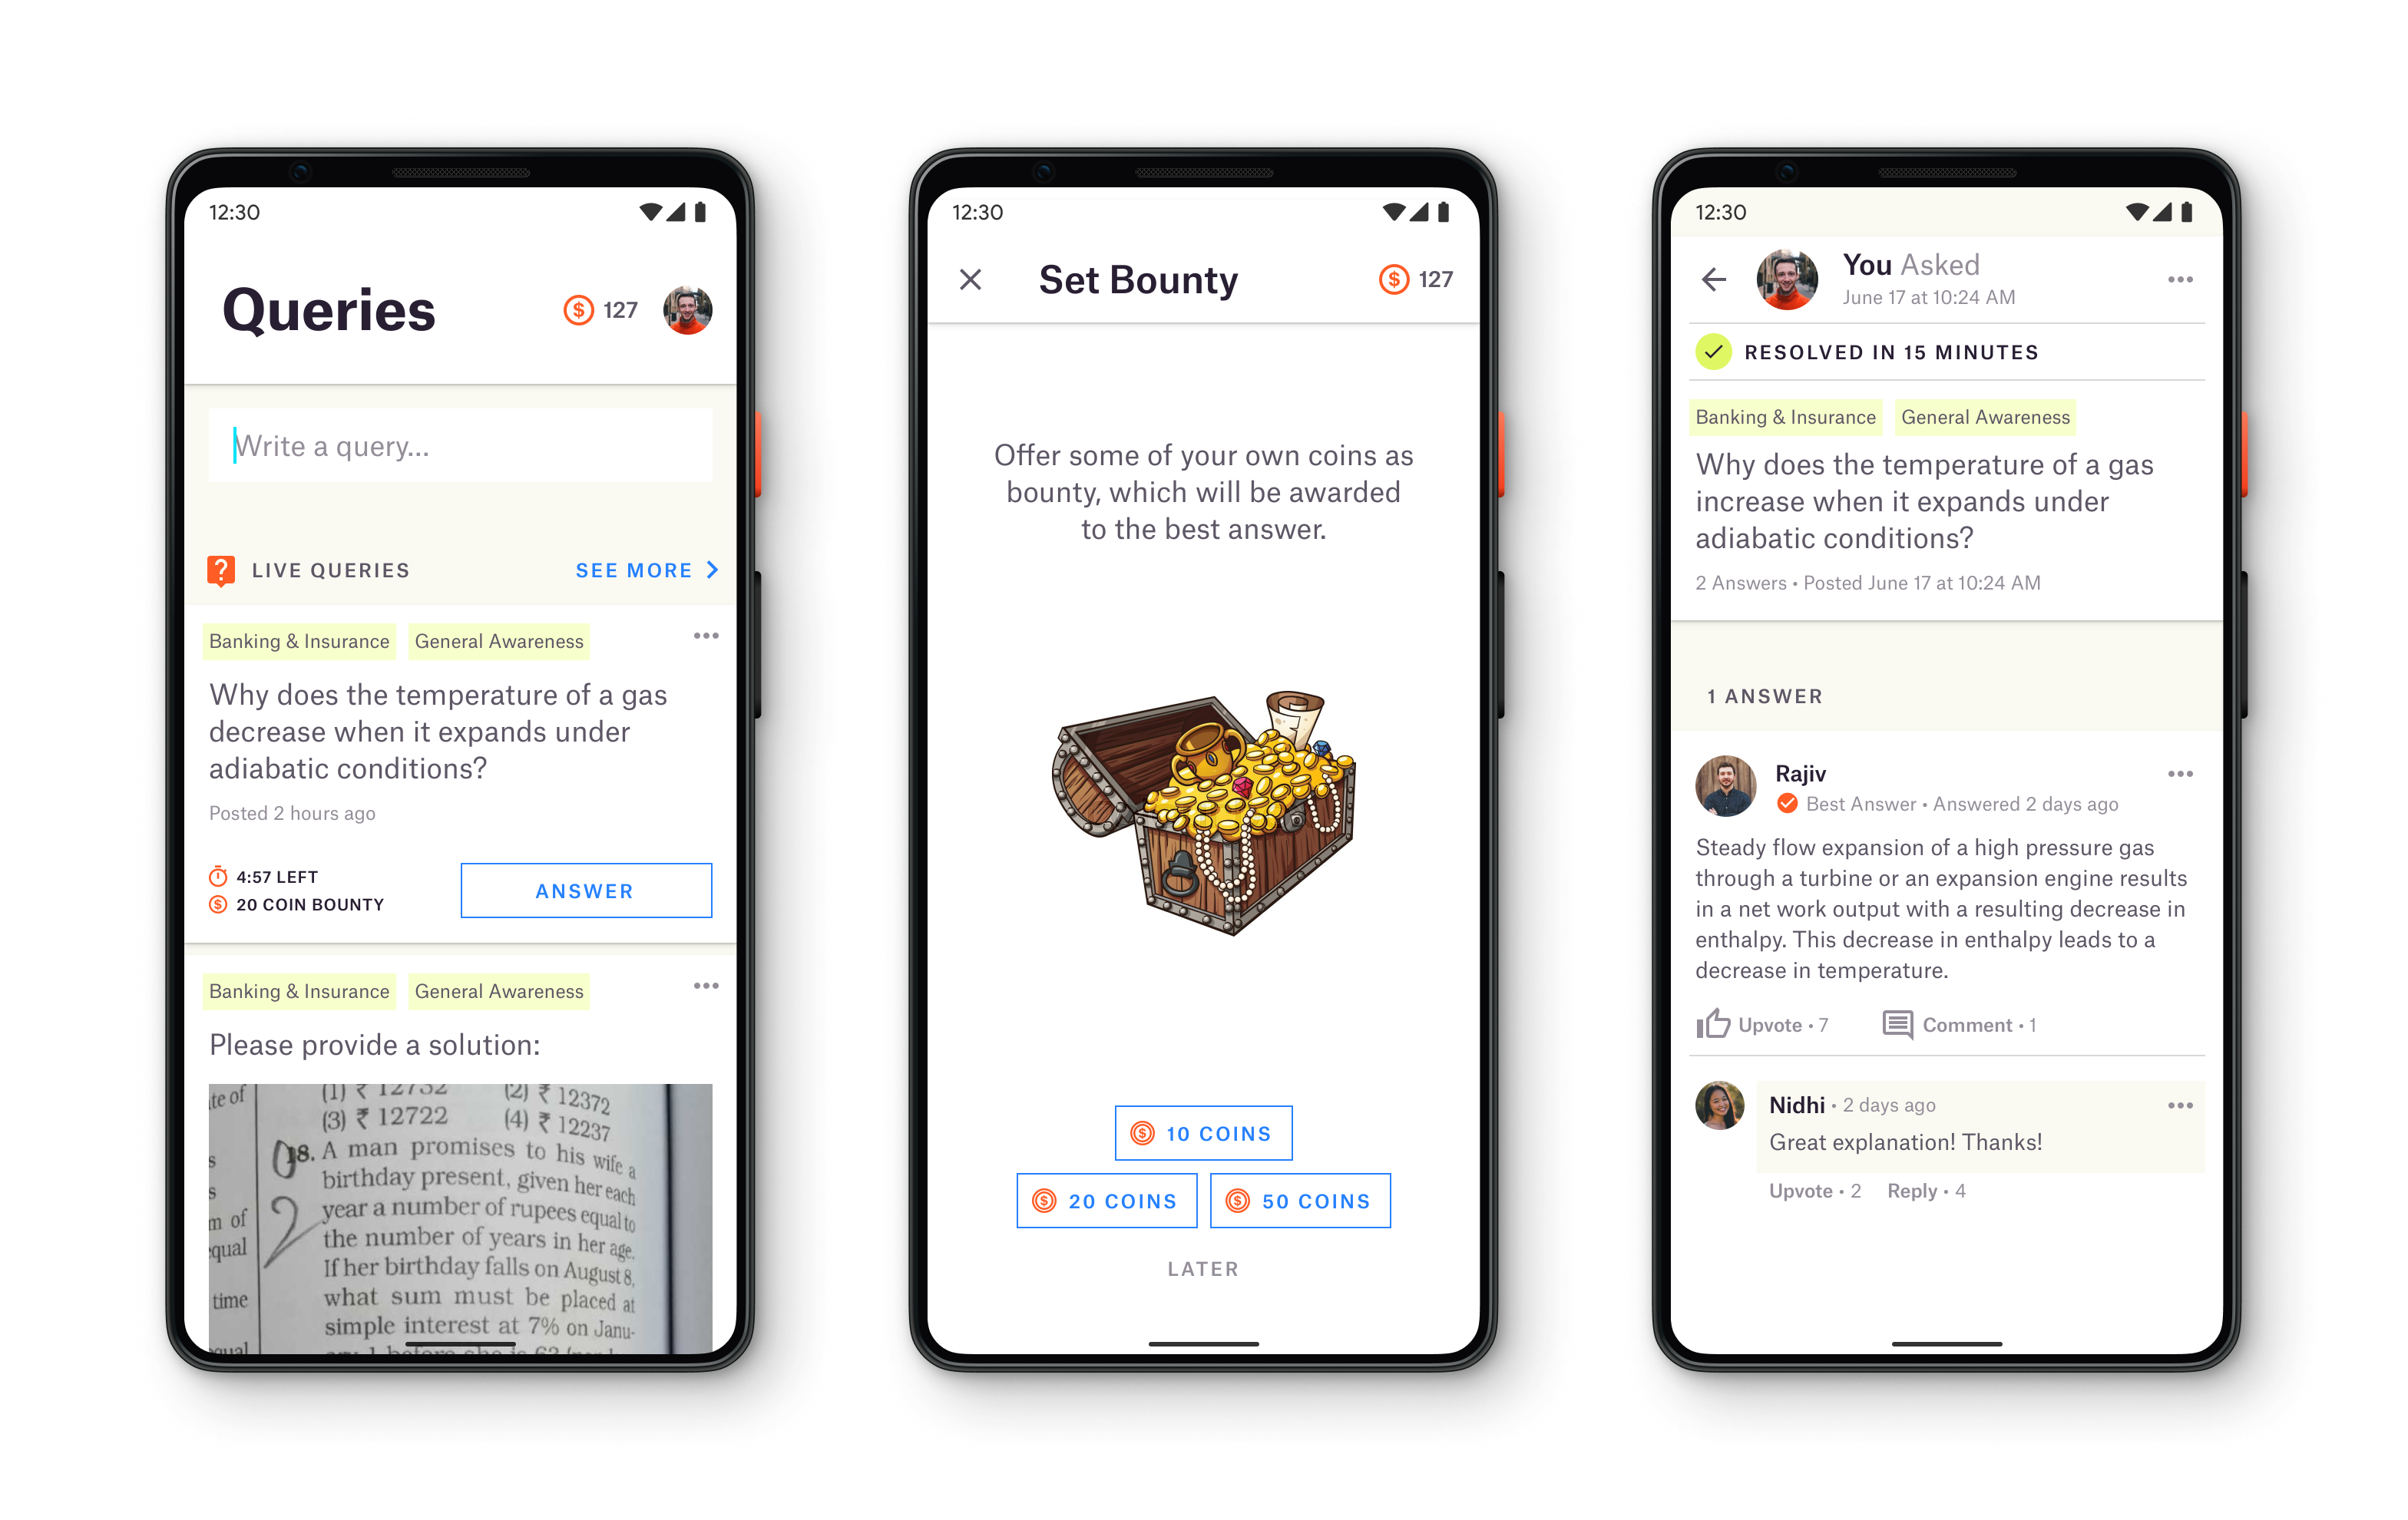 12:30
Queries
127
Write a query...
LIVE QUERIES
SEE MORE
Banking & Insurance
General Awareness
Why does the temperature of a gas
decrease when it expands under
adiabatic conditions?
Posted 2 hours ago
4:57 LEFT
20 COIN BOUNTY
ANSWER
Banking & Insurance
General Awareness
Please provide a solution:
(1) ₹ 12732 (2) ₹ 12372
(3) ₹ 12722 (4) ₹ 12237
18. A man promises to his wife a
birthday present, given her each
year a number of rupees equal to
the number of years in her age.
If her birthday falls on August 8,
what sum must be placed at
simple interest at 7% on Janu-
te of
s
s
m of
qual
time
12:30
Set Bounty
127
Offer some of your own coins as
bounty, which will be awarded
to the best answer.
10 COINS
20 COINS
50 COINS
LATER
12:30
You Asked
June 17 at 10:24 AM
RESOLVED IN 15 MINUTES
Banking & Insurance
General Awareness
Why does the temperature of a gas
increase when it expands under
adiabatic conditions?
2 Answers • Posted June 17 at 10:24 AM
1 ANSWER
Rajiv
Best Answer • Answered 2 days ago
Steady flow expansion of a high pressure gas
through a turbine or an expansion engine results
in a net work output with a resulting decrease in
enthalpy. This decrease in enthalpy leads to a
decrease in temperature.
Upvote • 7
Comment • 1
Nidhi • 2 days ago
Great explanation! Thanks!
Upvote • 2
Reply • 4